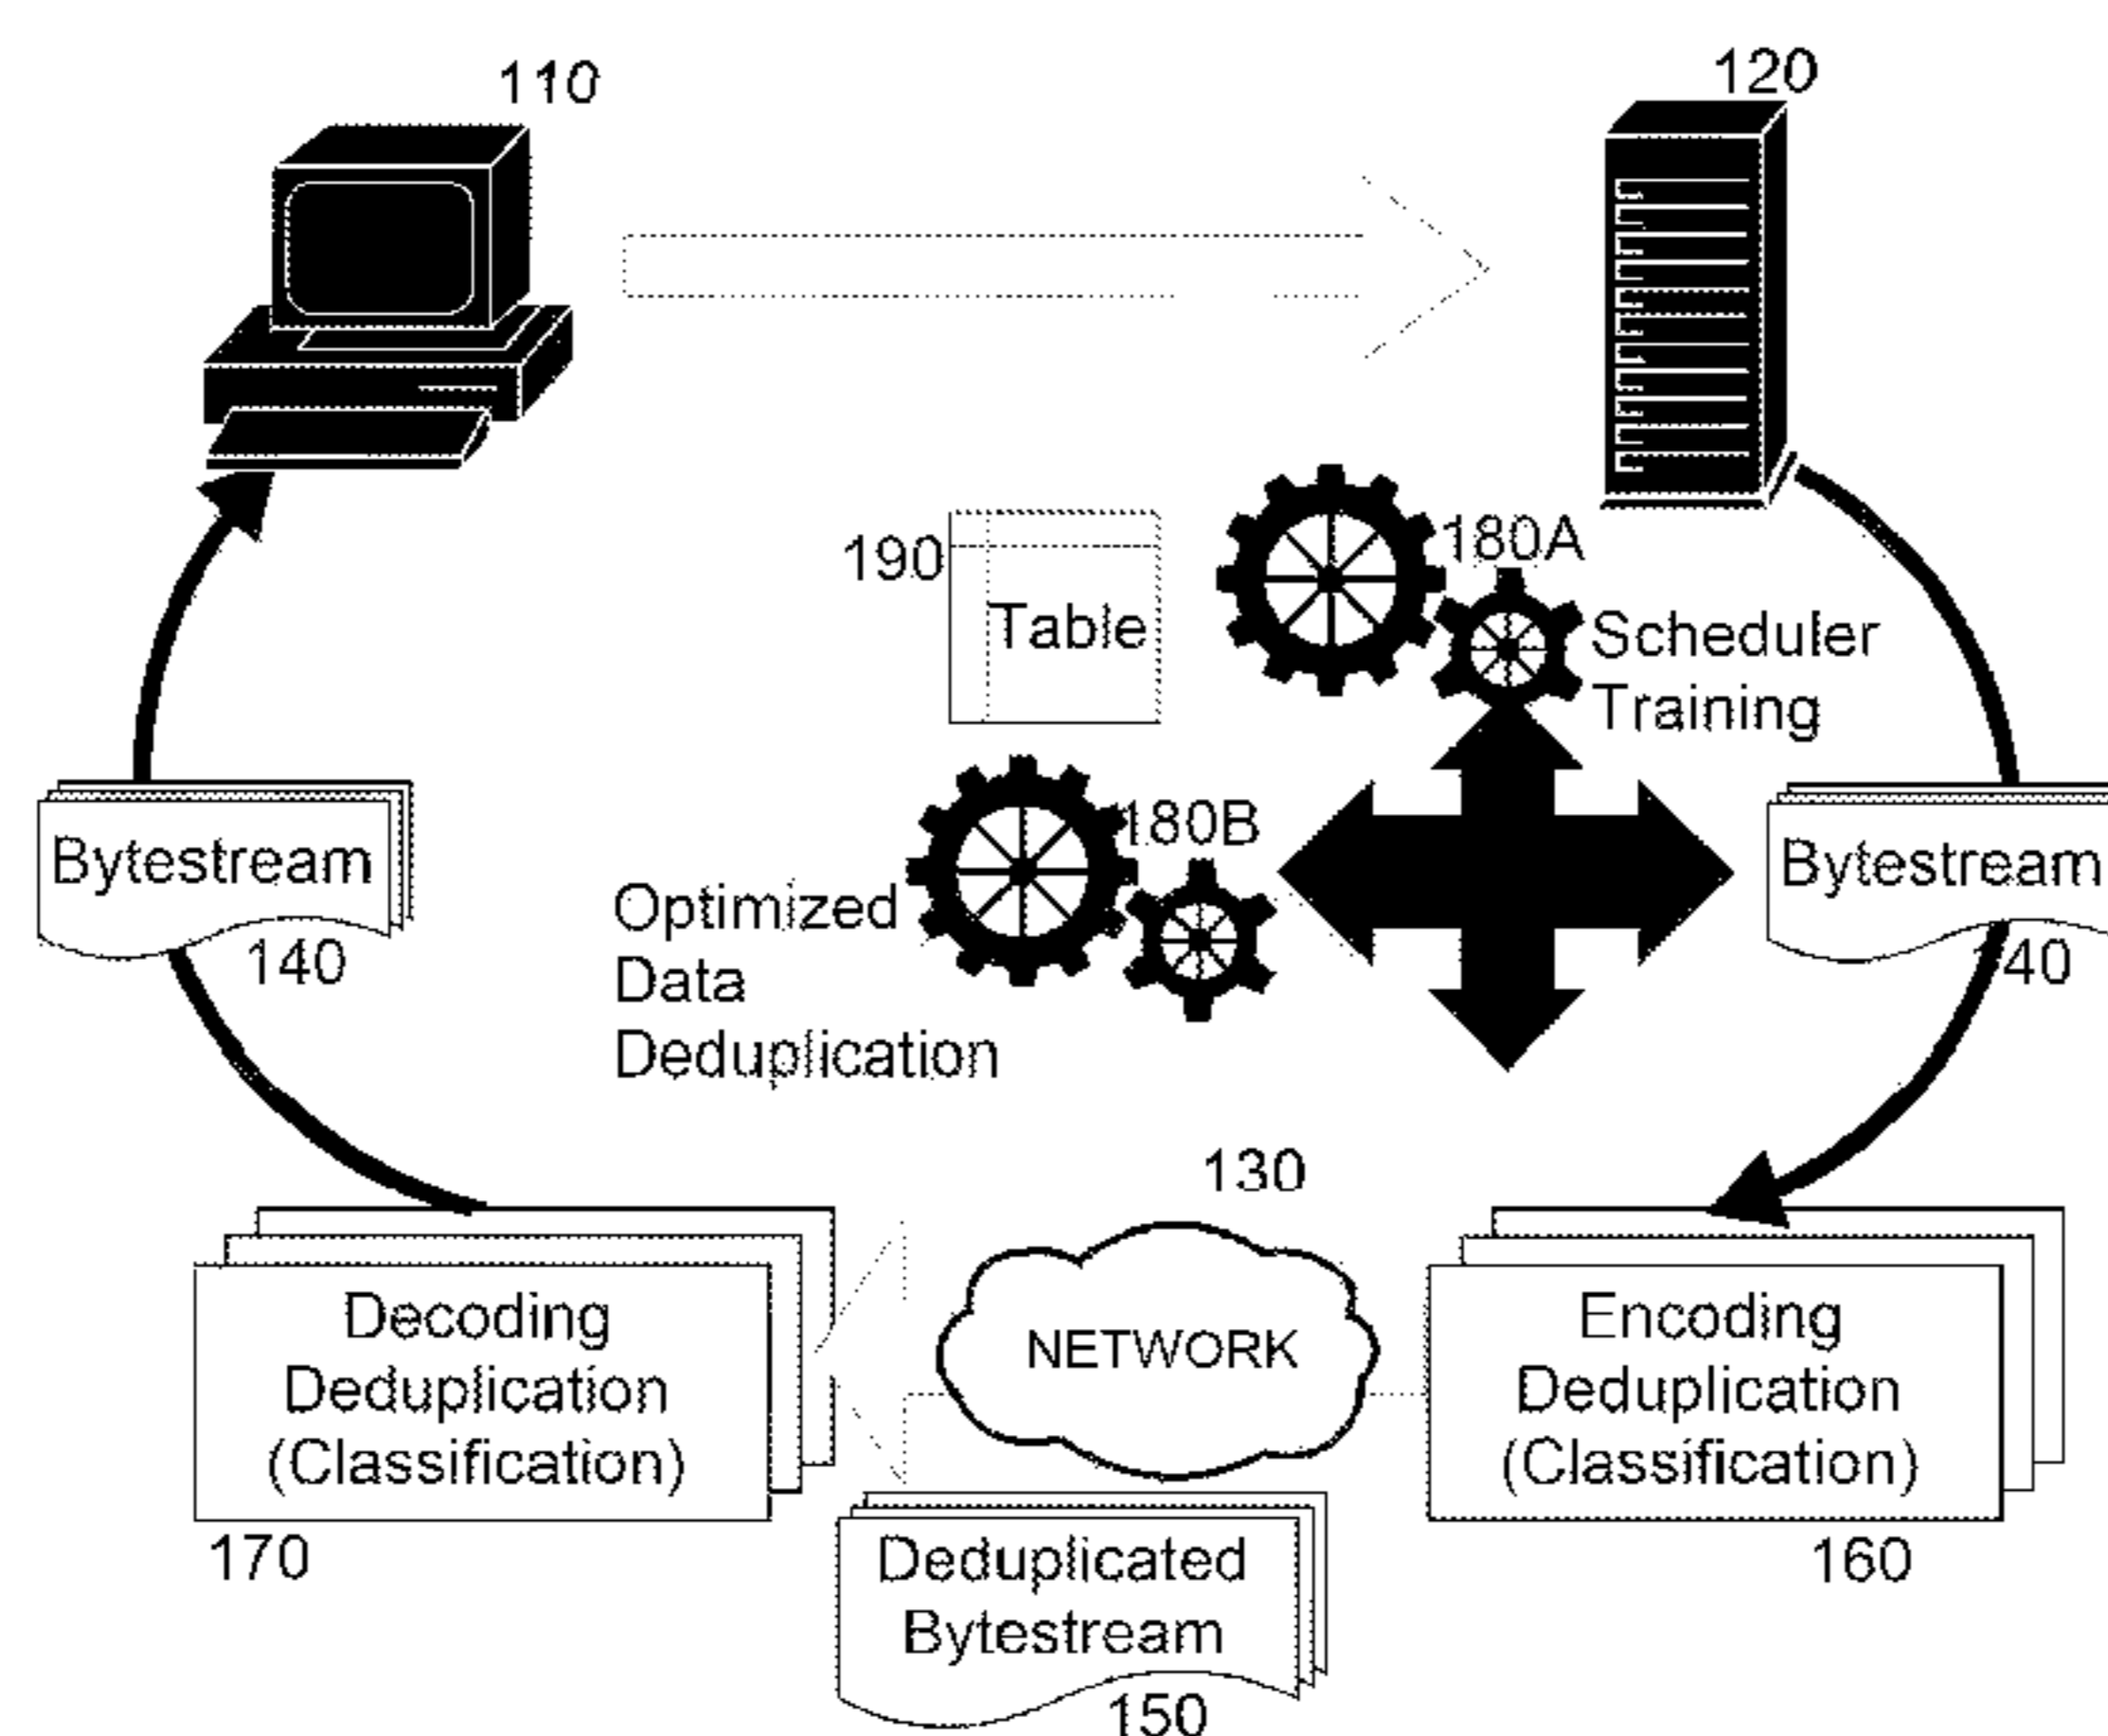 110
120
190
Table
180A
Scheduler
Training
180B
Optimized
Data
Deduplication
Bytestream
140
Bytestream
40
130
NETWORK
Decoding
Deduplication
(Classification)
170
Encoding
Deduplication
(Classification)
160
Deduplicated
Bytestream
150